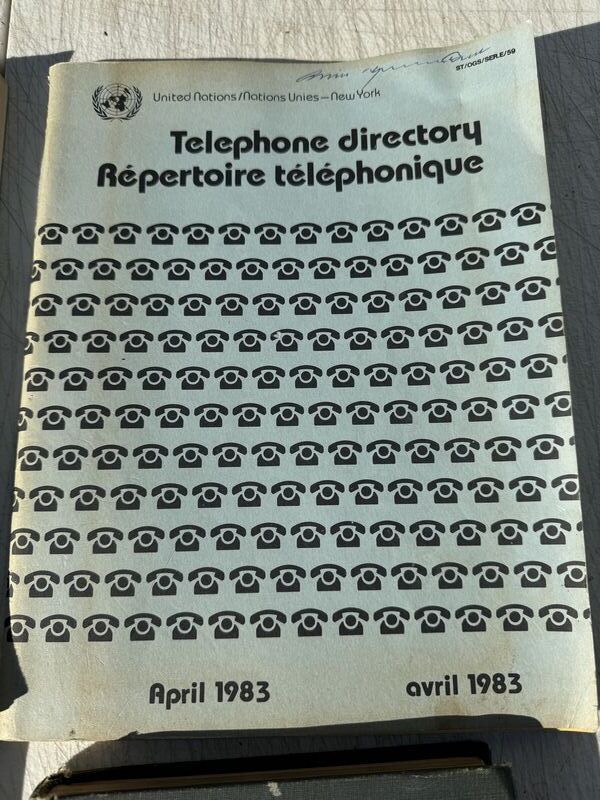 ST/OGS/SER.E/59
United Nations/Nations Unies—New York
Telephone directory
Répertoire téléphonique
April 1983
avril 1983